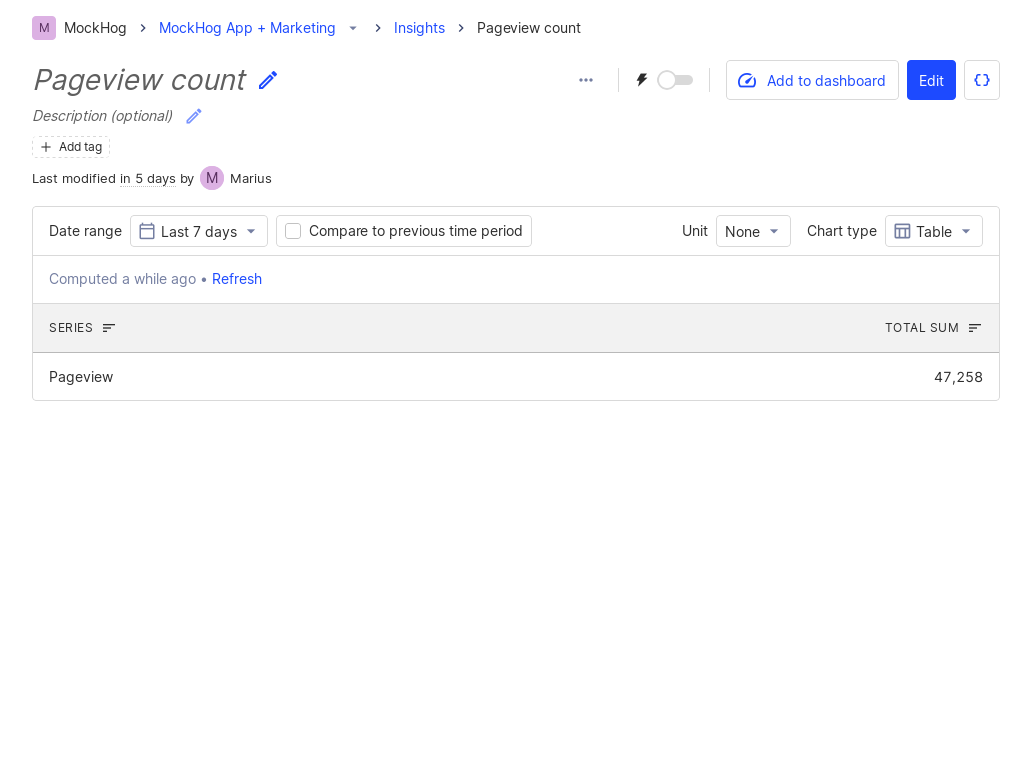 M MockHog MockHog App + Marketing Insights Pageview count
Pageview count
Add to dashboard Edit {}
Description (optional)
Add tag
Last modified in 5 days by M Marius
Date range Last 7 days Compare to previous time period Unit None Chart type Table
Computed a while ago • Refresh
SERIES TOTAL SUM
Pageview 47,258